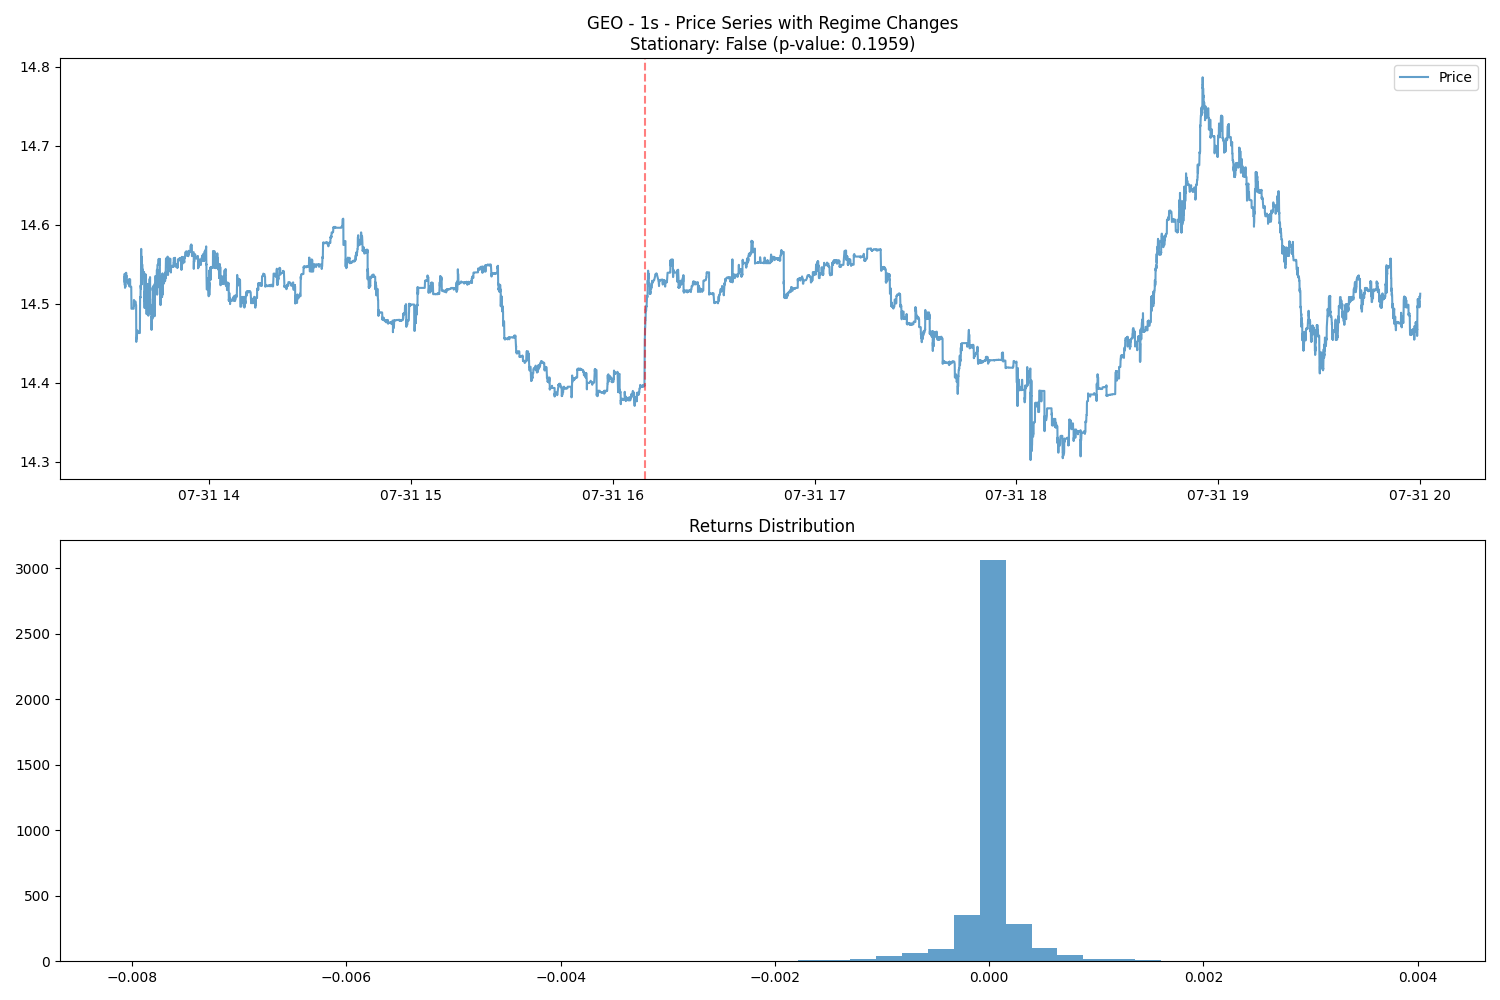 GEO - 1s - Price Series with Regime Changes
Stationary: False (p-value: 0.1959)
Price
14.8
14.7
14.6
14.5
14.4
14.3
07-31 14 07-31 15 07-31 16 07-31 17 07-31 18 07-31 19 07-31 20
Returns Distribution
3000
2500
2000
1500
1000
500
0
−0.008 −0.006 −0.004 −0.002 0.000 0.002 0.004